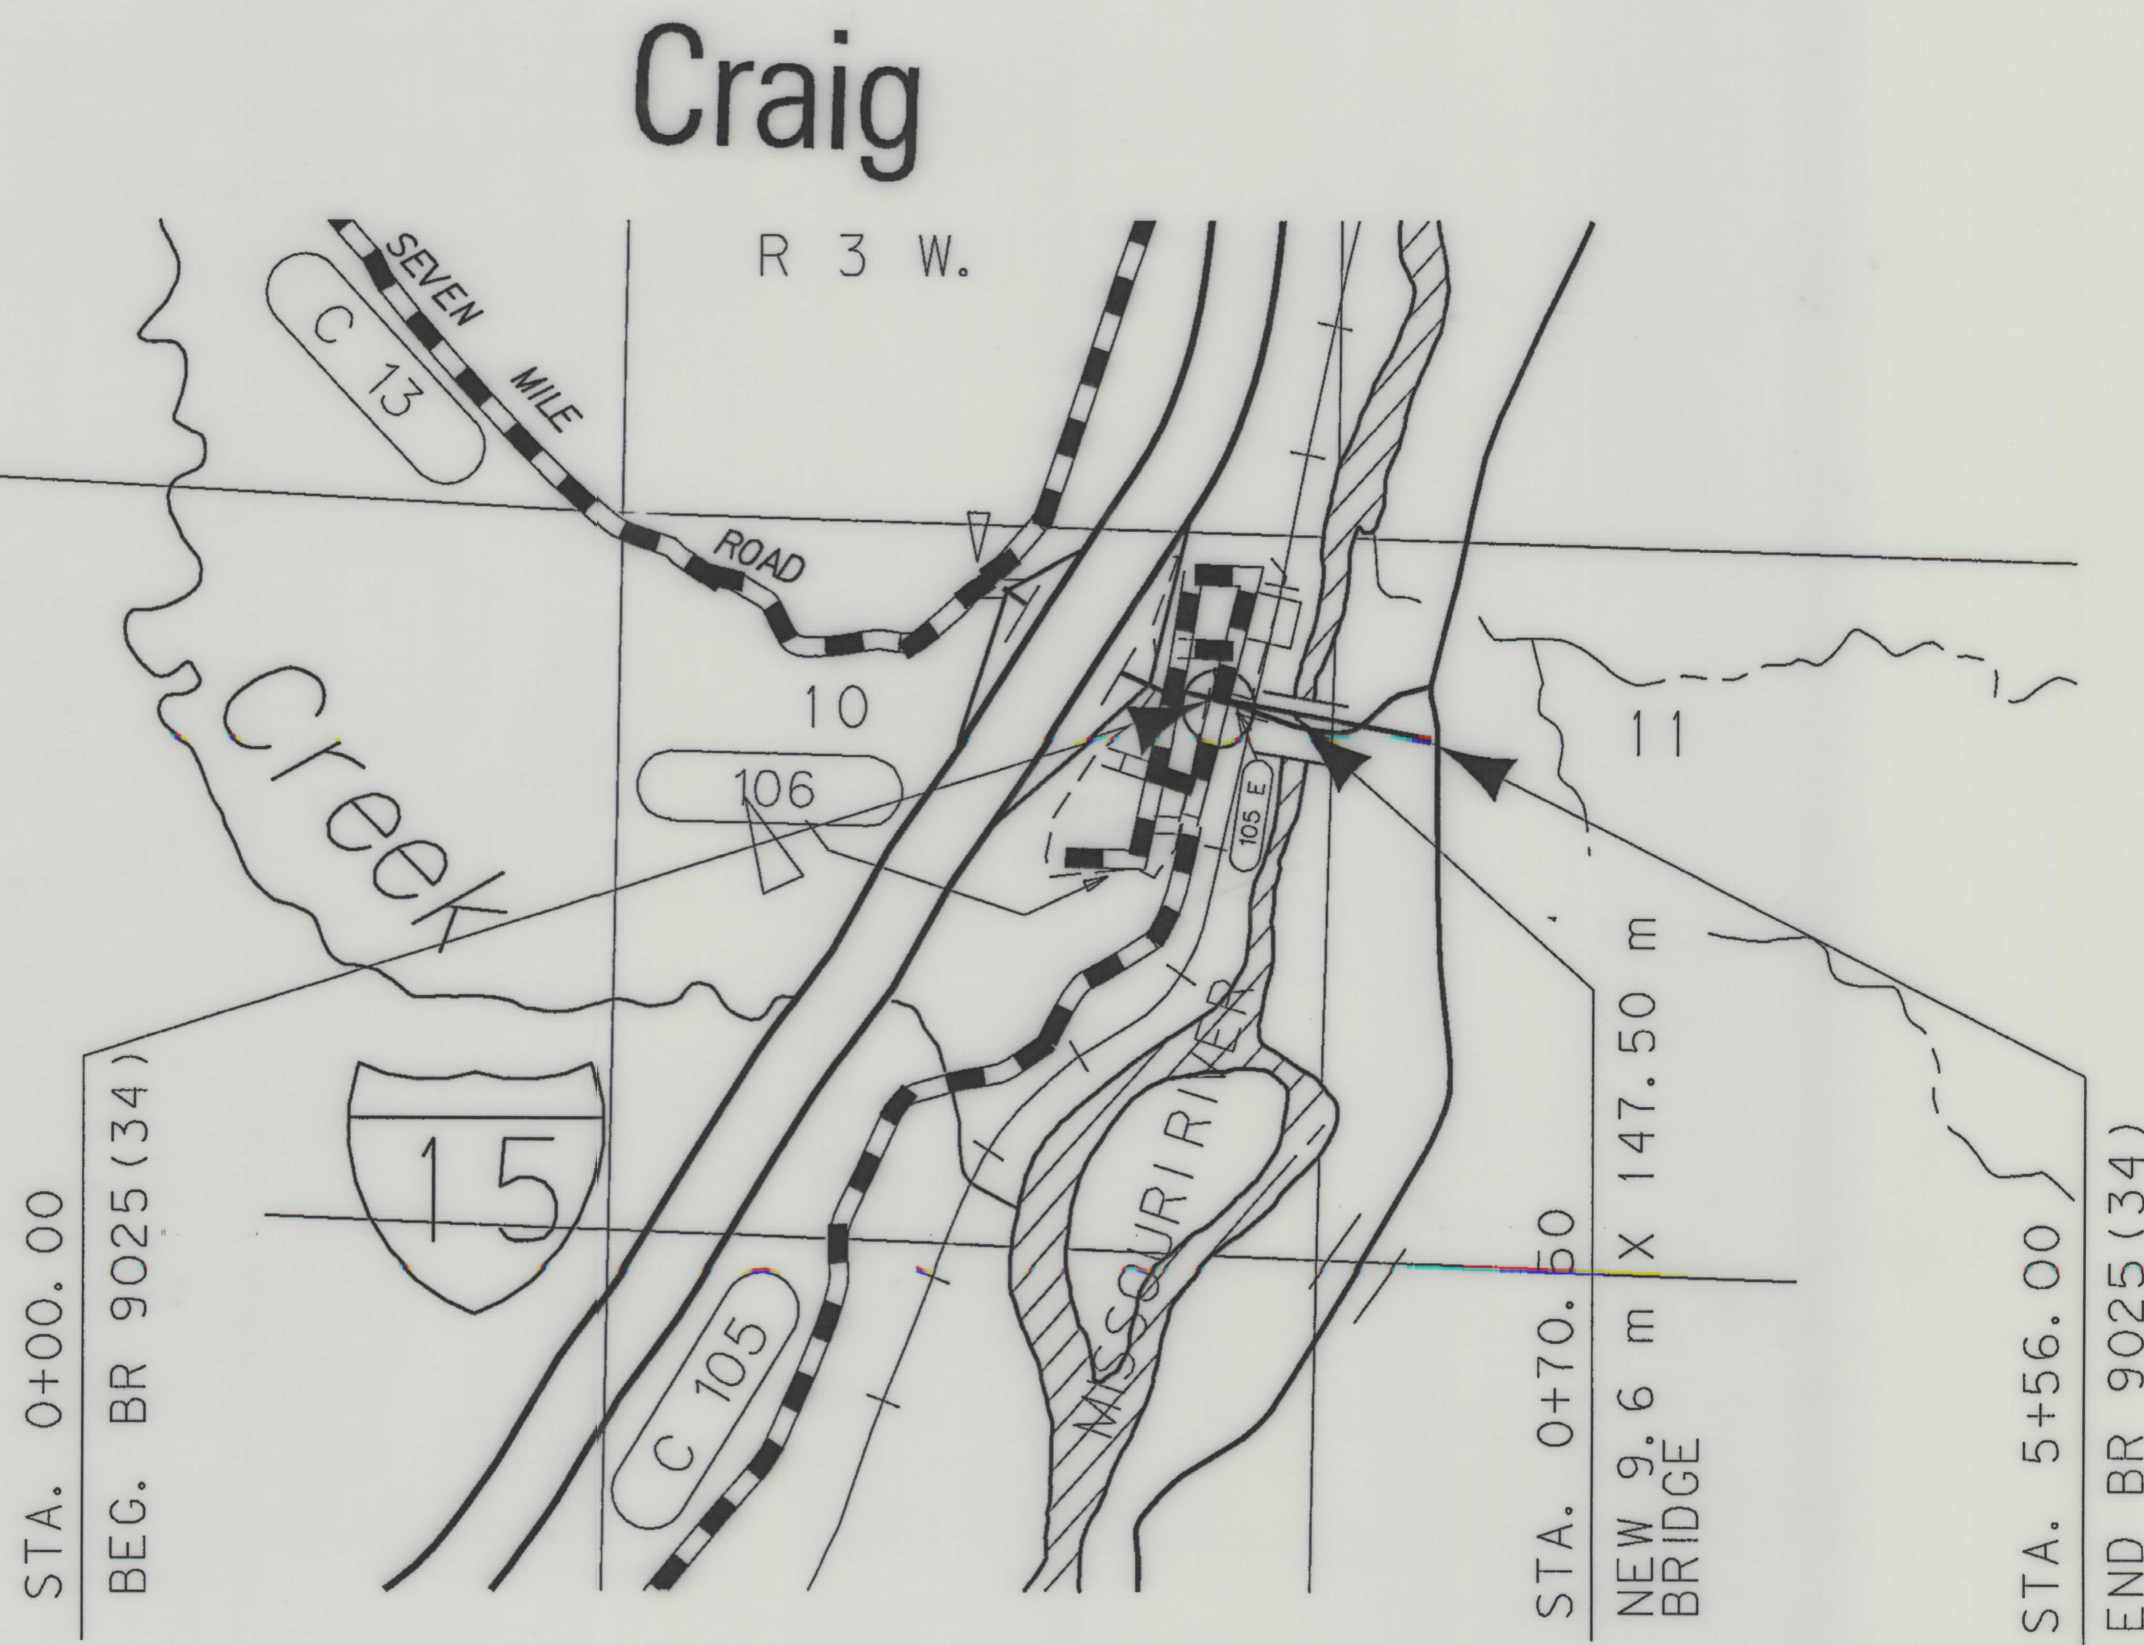 Craig
R 3 W.
SEVEN
MILE
ROAD
C 13
10
11
Creek
106
105 E
15
C 105
MISSOURI RIVER
STA. 0+00.00
BEG. BR 9025(34)
STA. 0+70.50
NEW 9.6 m X 147.50 m
BRIDGE
STA. 5+56.00
END BR 9025(34)